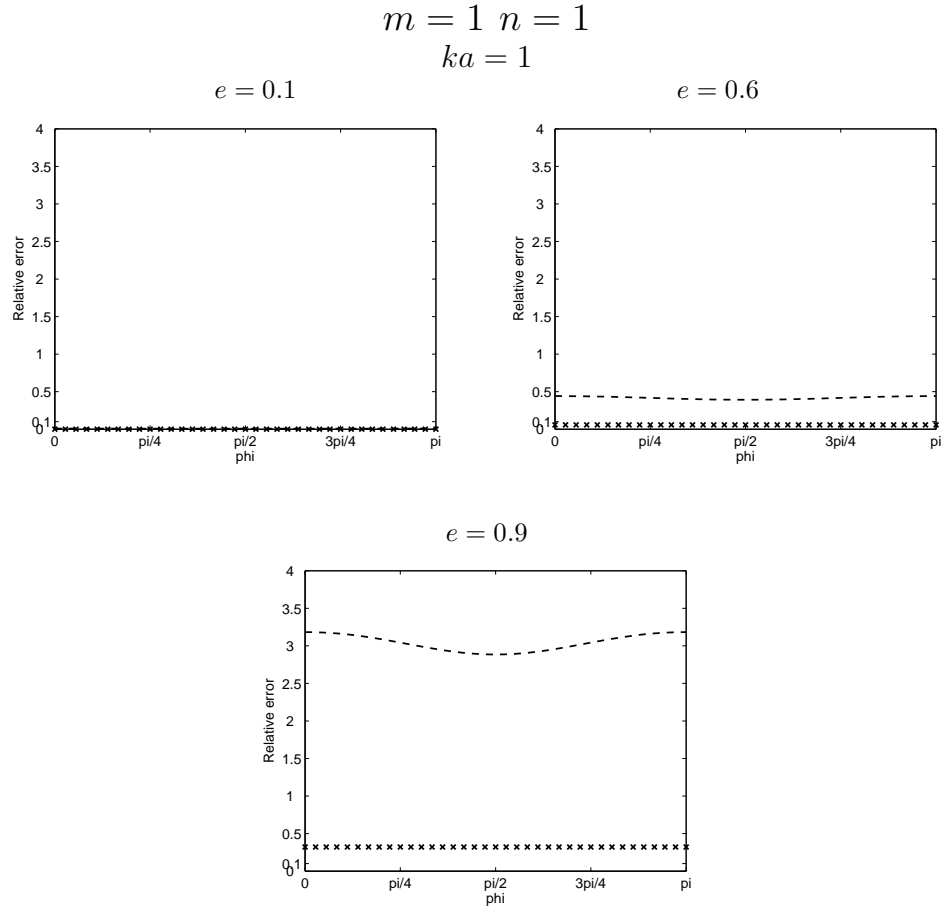 m = 1 n = 1
ka = 1
e = 0.1
4
3.5
3
2.5
2
1.5
1
0.5
0.1
0
Relative error
0 pi/4 pi/2 3pi/4 pi
phi
e = 0.6
4
3.5
3
2.5
2
1.5
1
0.5
0.1
0
Relative error
0 pi/4 pi/2 3pi/4 pi
phi
e = 0.9
4
3.5
3
2.5
2
1.5
1
0.5
0.1
0
Relative error
0 pi/4 pi/2 3pi/4 pi
phi